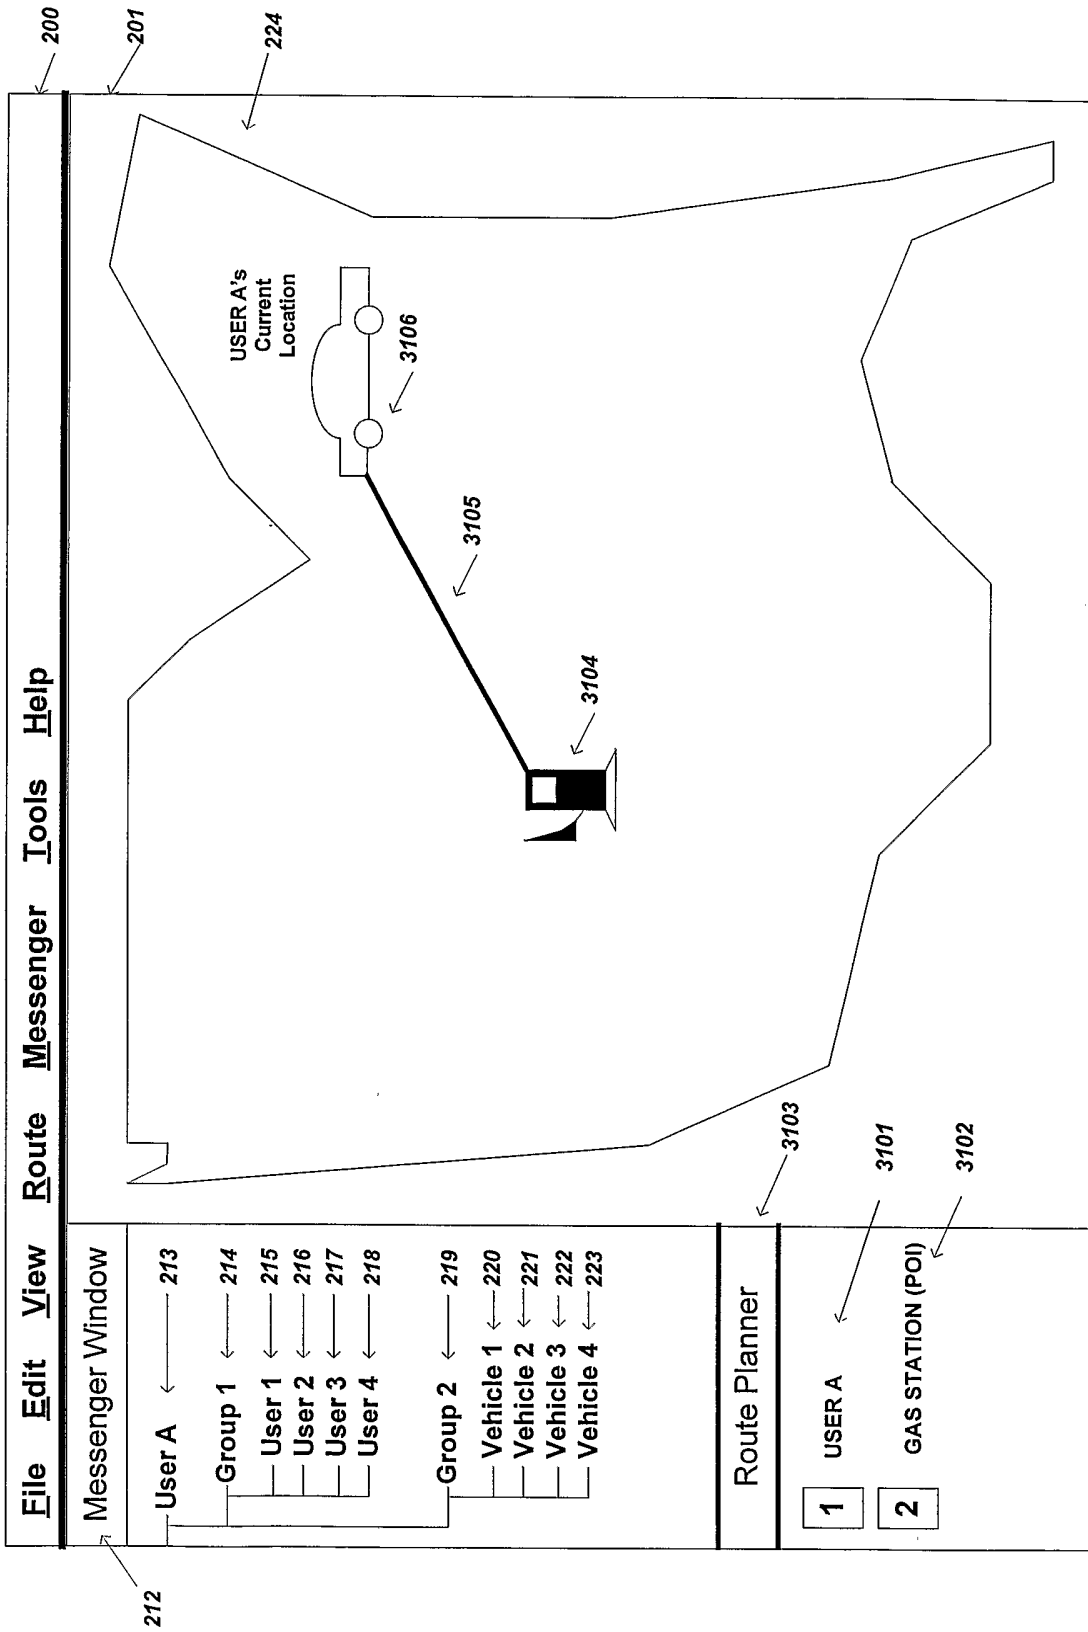 File Edit View Route Messenger Tools Help
200
201
224
Messenger Window
212
User A
213
Group 1
214
User 1
215
User 2
216
User 3
217
User 4
218
Group 2
219
Vehicle 1
220
Vehicle 2
221
Vehicle 3
222
Vehicle 4
223
USER A's
Current
Location
3106
3105
3104
Route Planner
3103
1 USER A
3101
2 GAS STATION (POI)
3102